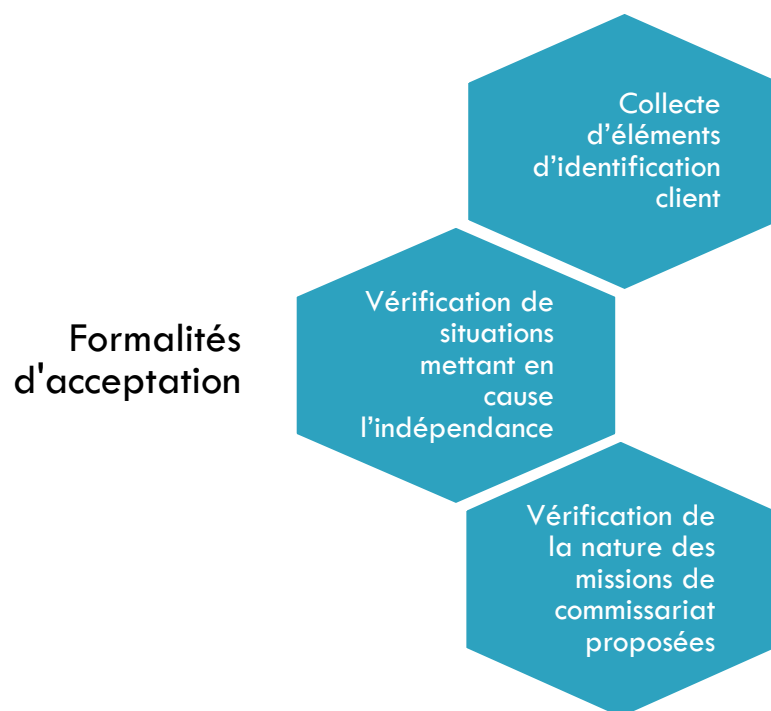 Formalités
d'acceptation
Collecte
d’éléments
d’identification
client
Vérification de
situations
mettant en
cause
l’indépendance
Vérification de
la nature des
missions de
commissariat
proposées